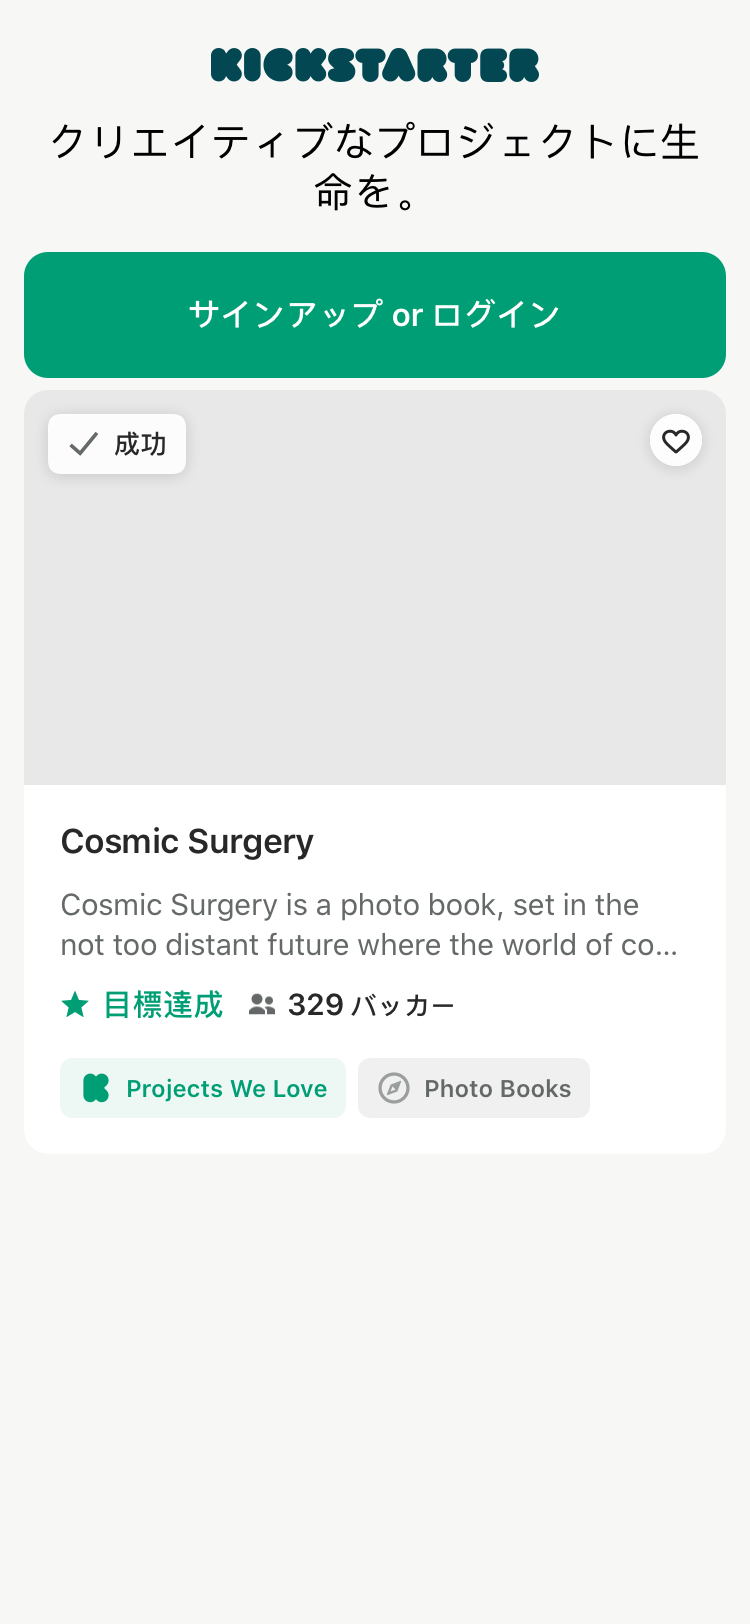 KICKSTARTER
クリエイティブなプロジェクトに生
命を。
サインアップ or ログイン
成功
Cosmic Surgery
Cosmic Surgery is a photo book, set in the
not too distant future where the world of co...
目標達成 329 バッカー
Projects We Love Photo Books